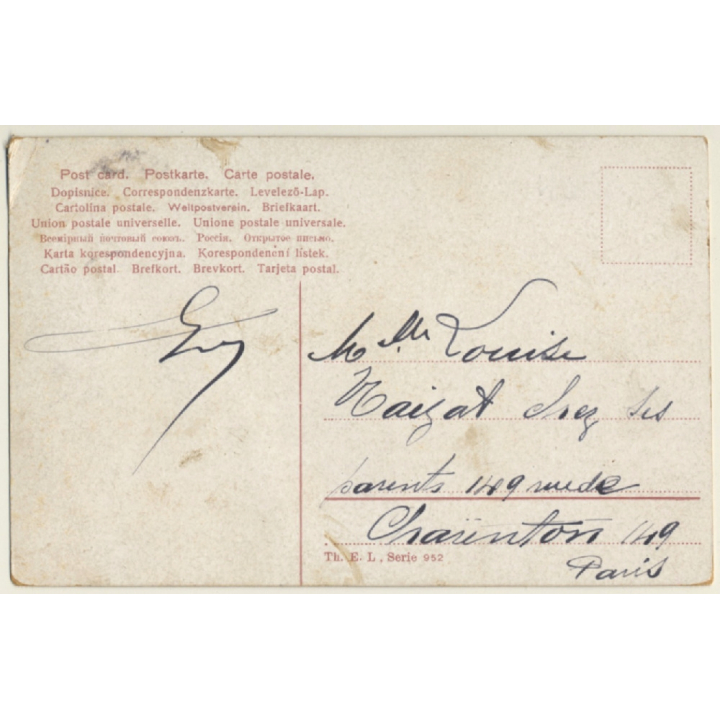 Post card. Postkarte. Carte postale.
Dopisnice. Correspondenzkarte. Levelező-Lap.
Cartolina postale. Weltpostverein. Briefkaart.
Union postale universelle. Unione postale universale.
Всемірный почтовый союзъ. Россія. Открытое письмо.
Karta korespondencyjna. Korespondenční lístek.
Cartão postal. Brefkort. Brevkort. Tarjeta postal.
Mlle Louise
Naizat chez ses
parents 149 rue de
Charenton 149
Paris
Th. E. L., Serie 952